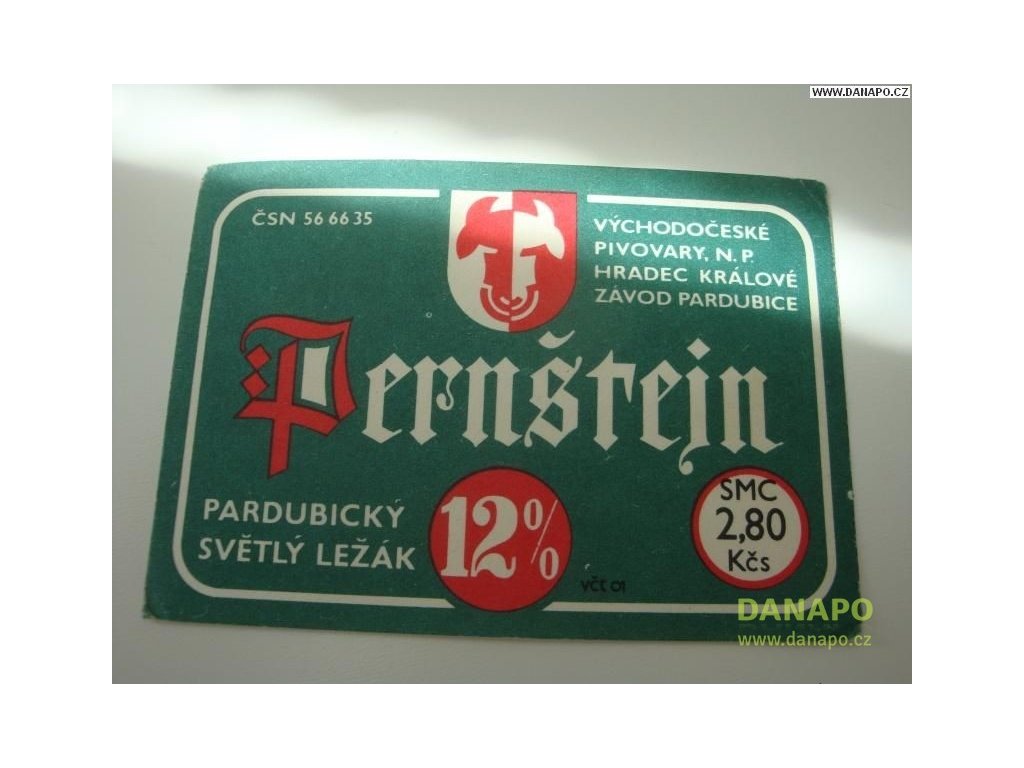 WWW.DANAPO.CZ
ČSN 56 66 35
VÝCHODOČESKÉ
PIVOVARY, N. P.
HRADEC KRÁLOVÉ
ZÁVOD PARDUBICE
Pernštejn
PARDUBICKÝ
SVĚTLÝ LEŽÁK
12%
SMC
2,80
Kčs
VČT 01
DANAPO
www.danapo.cz